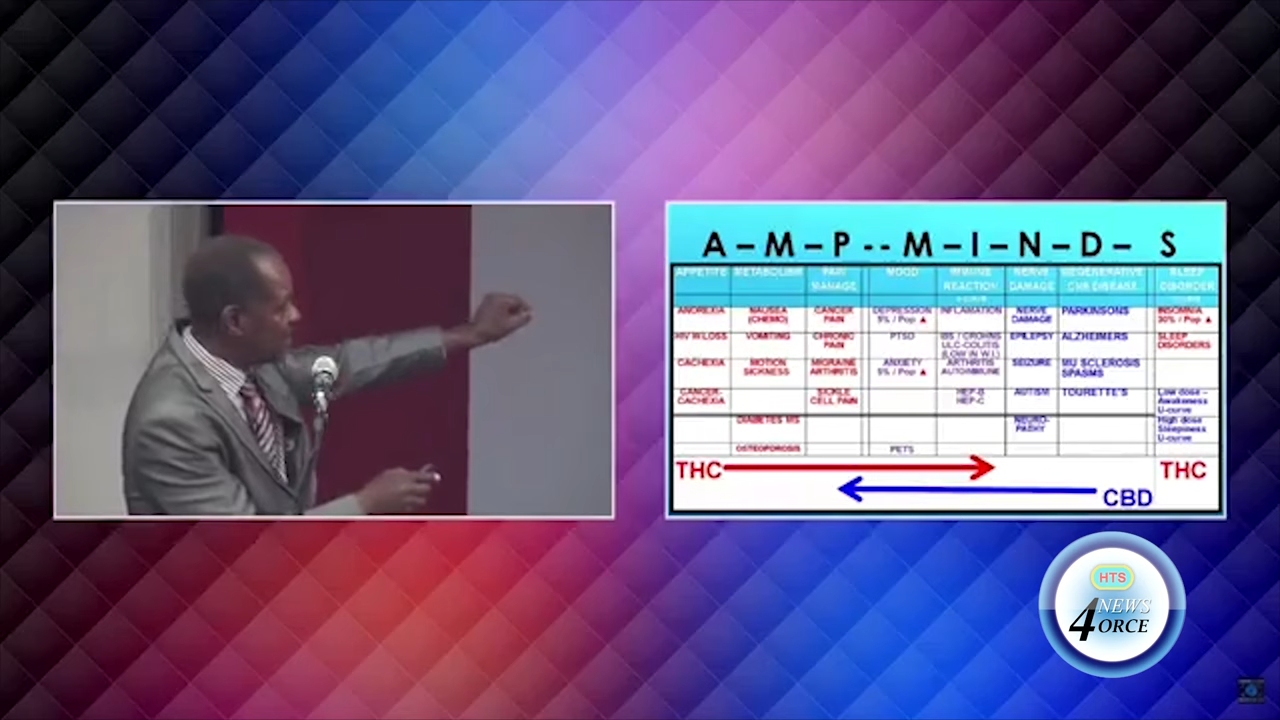 A – M – P -- M – I – N – D – S
APPETITE METABOLISM PAIN MANAGE MOOD IMMUNE REACTION NERVE DAMAGE DEGENERATIVE DISEASE SLEEP DISORDER
ANOREXIA NAUSEA (CHEMO) CANCER PAIN DEPRESSION 5% / Pop ▲ INFLAMATION NERVE DAMAGE PARKINSONS INSOMNIA 30% / Pop ▲
HIV W.LOSS VOMITING CHRONIC PAIN PTSD IBS / CROHNS ULC-COLITIS (LOW IN W.I.) EPILEPSY ALZHEIMERS SLEEP DISORDERS
CACHEXIA MOTION SICKNESS MIGRAINE ARTHRITIS ANXIETY 5% / Pop ▲ ARTHRITIS AUTOIMMUNE SEIZURE MU SCLEROSIS SPASMS
CANCER CACHEXIA SICKLE CELL PAIN HEP-B HEP-C AUTISM TOURETTE'S Low dose – Awakeness U-curve
DIABETES MS NEURO-PATHY High dose Sleepiness U-curve
OSTEOPOROSIS PETS
THC THC
CBD
HTS
NEWS
4ORCE